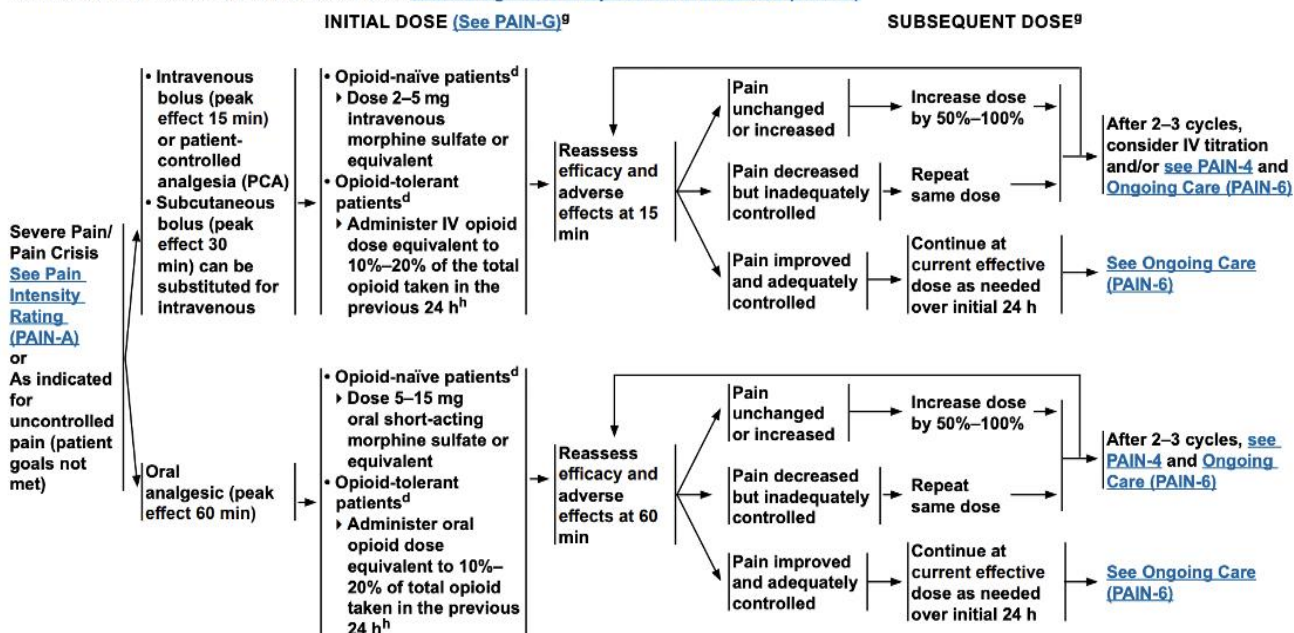 INITIAL DOSE (See PAIN-G)g
SUBSEQUENT DOSEg
Severe Pain/
Pain Crisis
See Pain
Intensity
Rating
(PAIN-A)
or
As indicated
for
uncontrolled
pain (patient
goals not
met)
• Intravenous
bolus (peak
effect 15 min)
or patient-
controlled
analgesia (PCA)
• Subcutaneous
bolus (peak
effect 30
min) can be
substituted for
intravenous
• Opioid-naïve patientsd
Dose 2–5 mg
intravenous
morphine sulfate or
equivalent
• Opioid-tolerant
patientsd
Administer IV opioid
dose equivalent to
10%–20% of the total
opioid taken in the
previous 24 hh
Reassess
efficacy and
adverse
effects at 15
min
Pain
unchanged
or increased
Increase dose
by 50%–100%
Pain decreased
but inadequately
controlled
Repeat
same dose
After 2–3 cycles,
consider IV titration
and/or see PAIN-4 and
Ongoing Care (PAIN-6)
Pain improved
and adequately
controlled
Continue at
current effective
dose as needed
over initial 24 h
See Ongoing Care
(PAIN-6)
Oral
analgesic (peak
effect 60 min)
• Opioid-naïve patientsd
Dose 5–15 mg
oral short-acting
morphine sulfate or
equivalent
• Opioid-tolerant
patientsd
Administer oral
opioid dose
equivalent to 10%–
20% of total opioid
taken in the previous
24 hh
Reassess
efficacy and
adverse
effects at 60
min
Pain
unchanged
or increased
Increase dose
by 50%–100%
Pain decreased
but inadequately
controlled
Repeat
same dose
After 2–3 cycles, see
PAIN-4 and Ongoing
Care (PAIN-6)
Pain improved
and adequately
controlled
Continue at
current effective
dose as needed
over initial 24 h
See Ongoing Care
(PAIN-6)